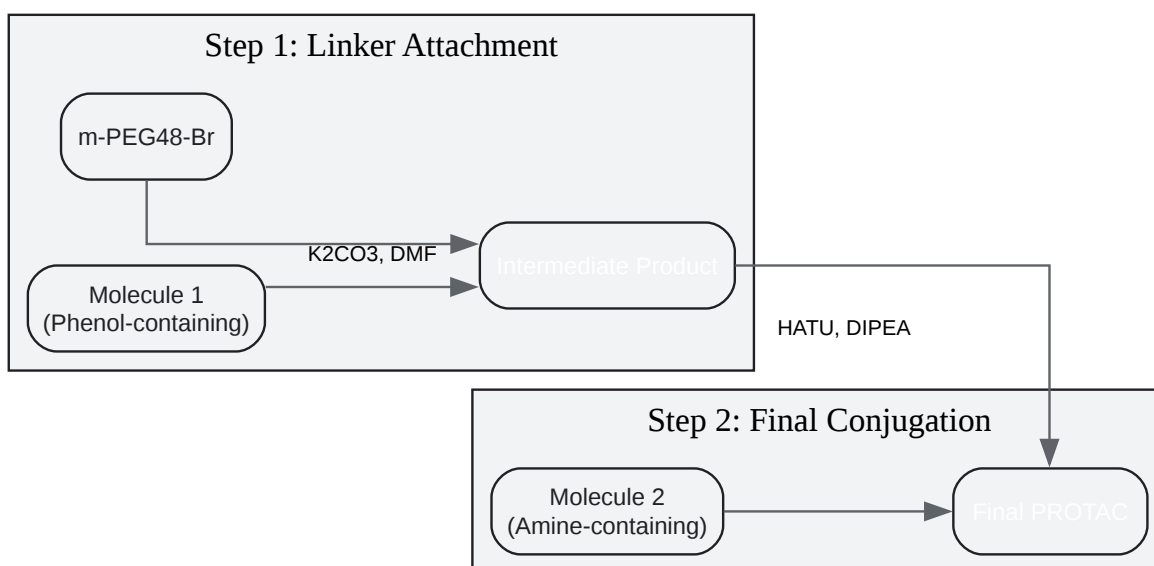 Step 1: Linker Attachment
m-PEG48-Br
K2CO3, DMF
Intermediate Product
Molecule 1
(Phenol-containing)
HATU, DIPEA
Step 2: Final Conjugation
Molecule 2
(Amine-containing)
Final PROTAC